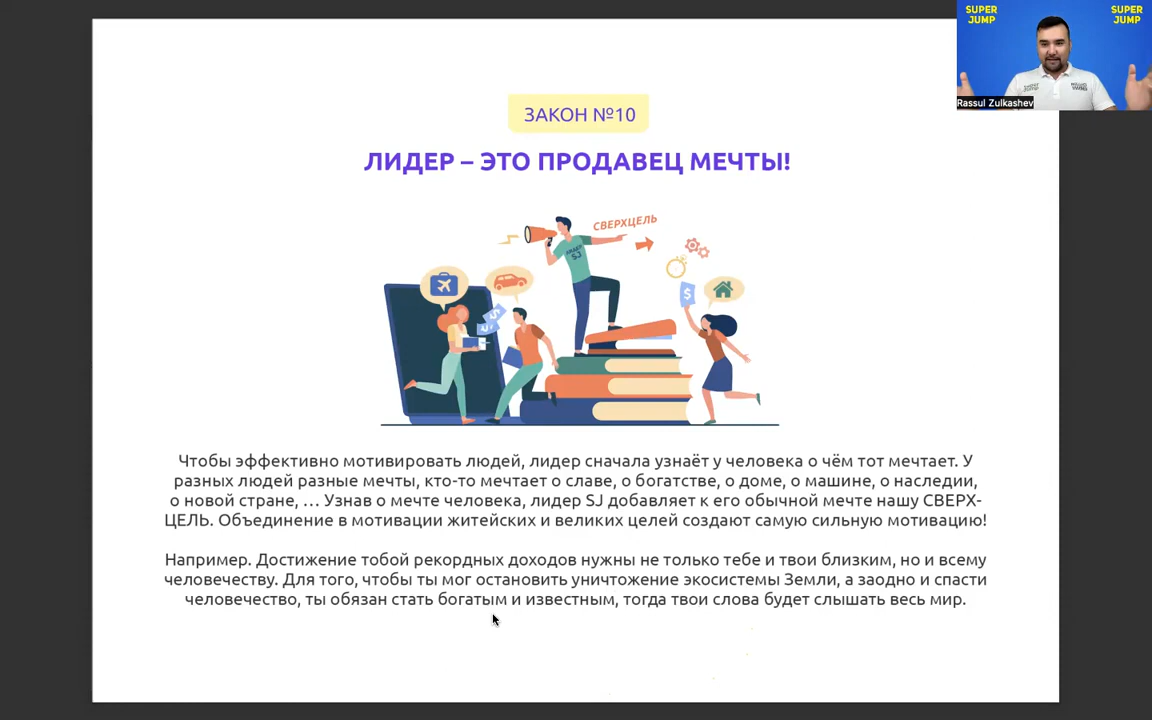 SUPER
JUMP
SUPER
JUMP
Rassul Zulkashev
ЗАКОН №10
ЛИДЕР – ЭТО ПРОДАВЕЦ МЕЧТЫ!
СВЕРХЦЕЛЬ
ЛИДЕР
SJ
$
$
$
Чтобы эффективно мотивировать людей, лидер сначала узнаёт у человека о чём тот мечтает. У
разных людей разные мечты, кто-то мечтает о славе, о богатстве, о доме, о машине, о наследии,
о новой стране, … Узнав о мечте человека, лидер SJ добавляет к его обычной мечте нашу СВЕРХ-
ЦЕЛЬ. Объединение в мотивации житейских и великих целей создают самую сильную мотивацию!
Например. Достижение тобой рекордных доходов нужны не только тебе и твои близким, но и всему
человечеству. Для того, чтобы ты мог остановить уничтожение экосистемы Земли, а заодно и спасти
человечество, ты обязан стать богатым и известным, тогда твои слова будет слышать весь мир.